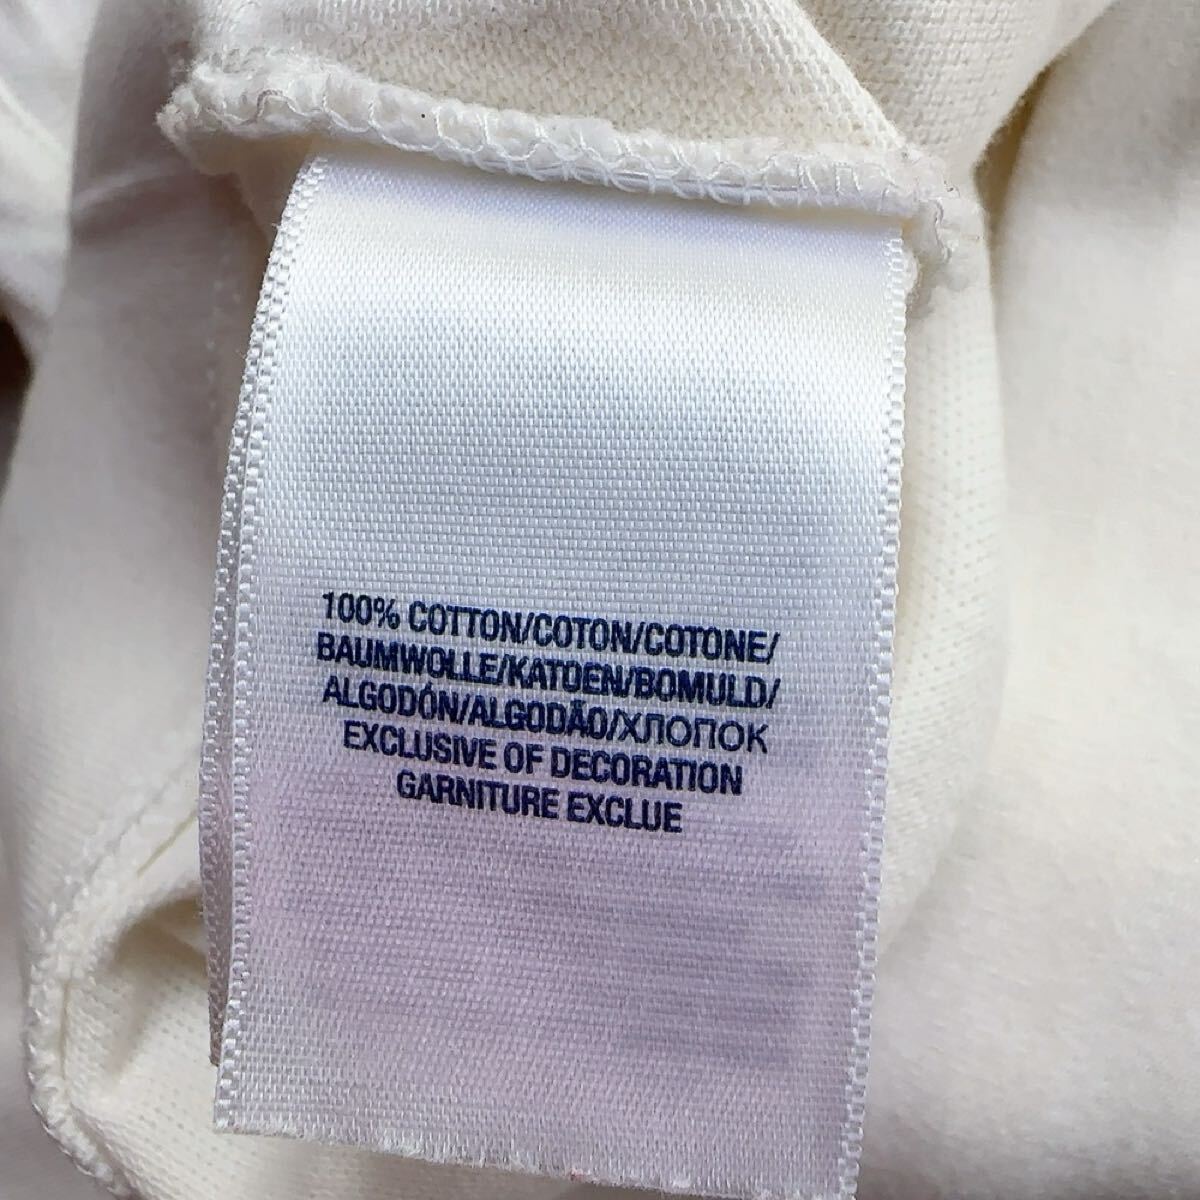 100% COTTON/COTON/COTONE/
BAUMWOLLE/KATOEN/BOMULD/
ALGODÓN/ALGODÃO/ХЛОПОК
EXCLUSIVE OF DECORATION
GARNITURE EXCLUE